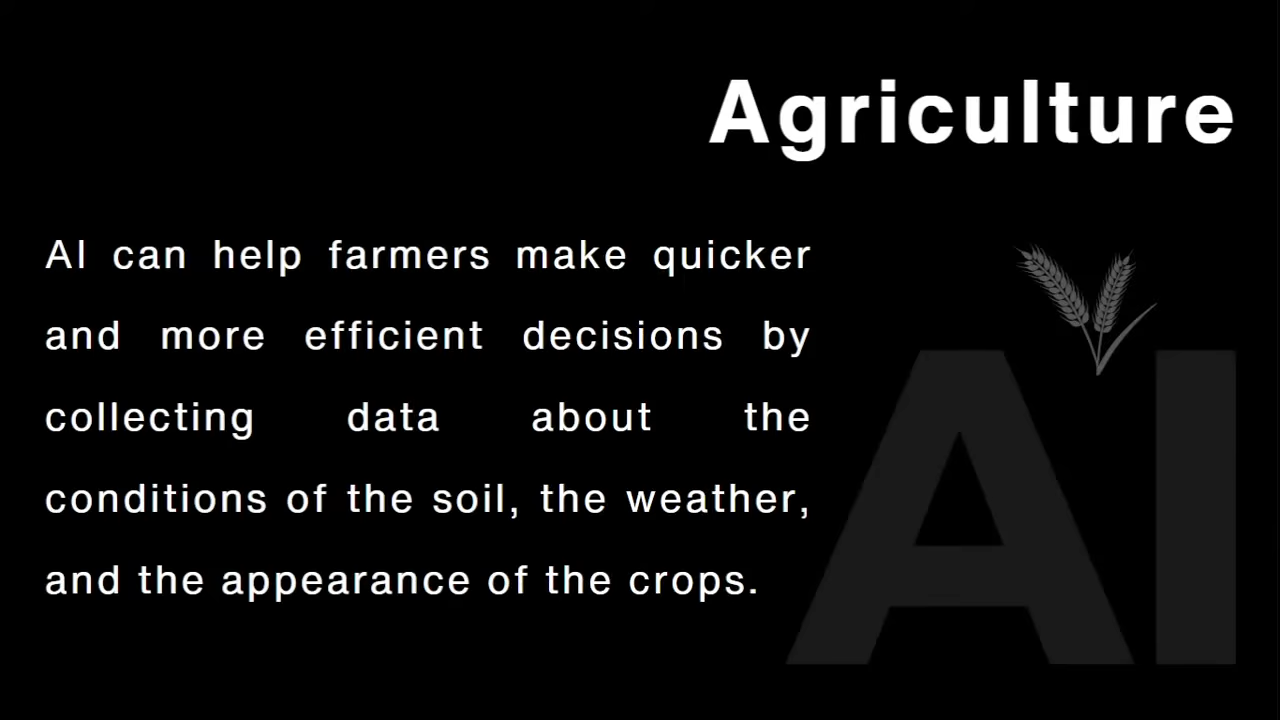 Agriculture
AI can help farmers make quicker
and more efficient decisions by
collecting data about the
conditions of the soil, the weather,
and the appearance of the crops.
AI